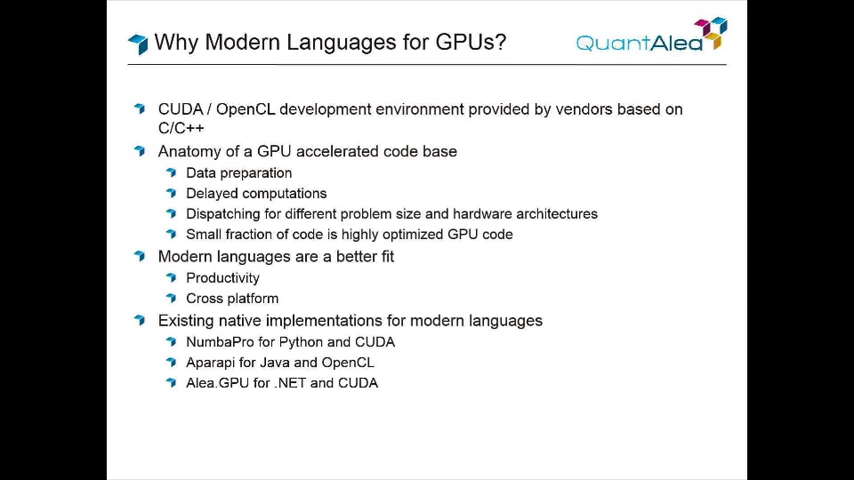 Why Modern Languages for GPUs?
QuantAlea
CUDA / OpenCL development environment provided by vendors based on
C/C++
Anatomy of a GPU accelerated code base
Data preparation
Delayed computations
Dispatching for different problem size and hardware architectures
Small fraction of code is highly optimized GPU code
Modern languages are a better fit
Productivity
Cross platform
Existing native implementations for modern languages
NumbaPro for Python and CUDA
Aparapi for Java and OpenCL
Alea.GPU for .NET and CUDA